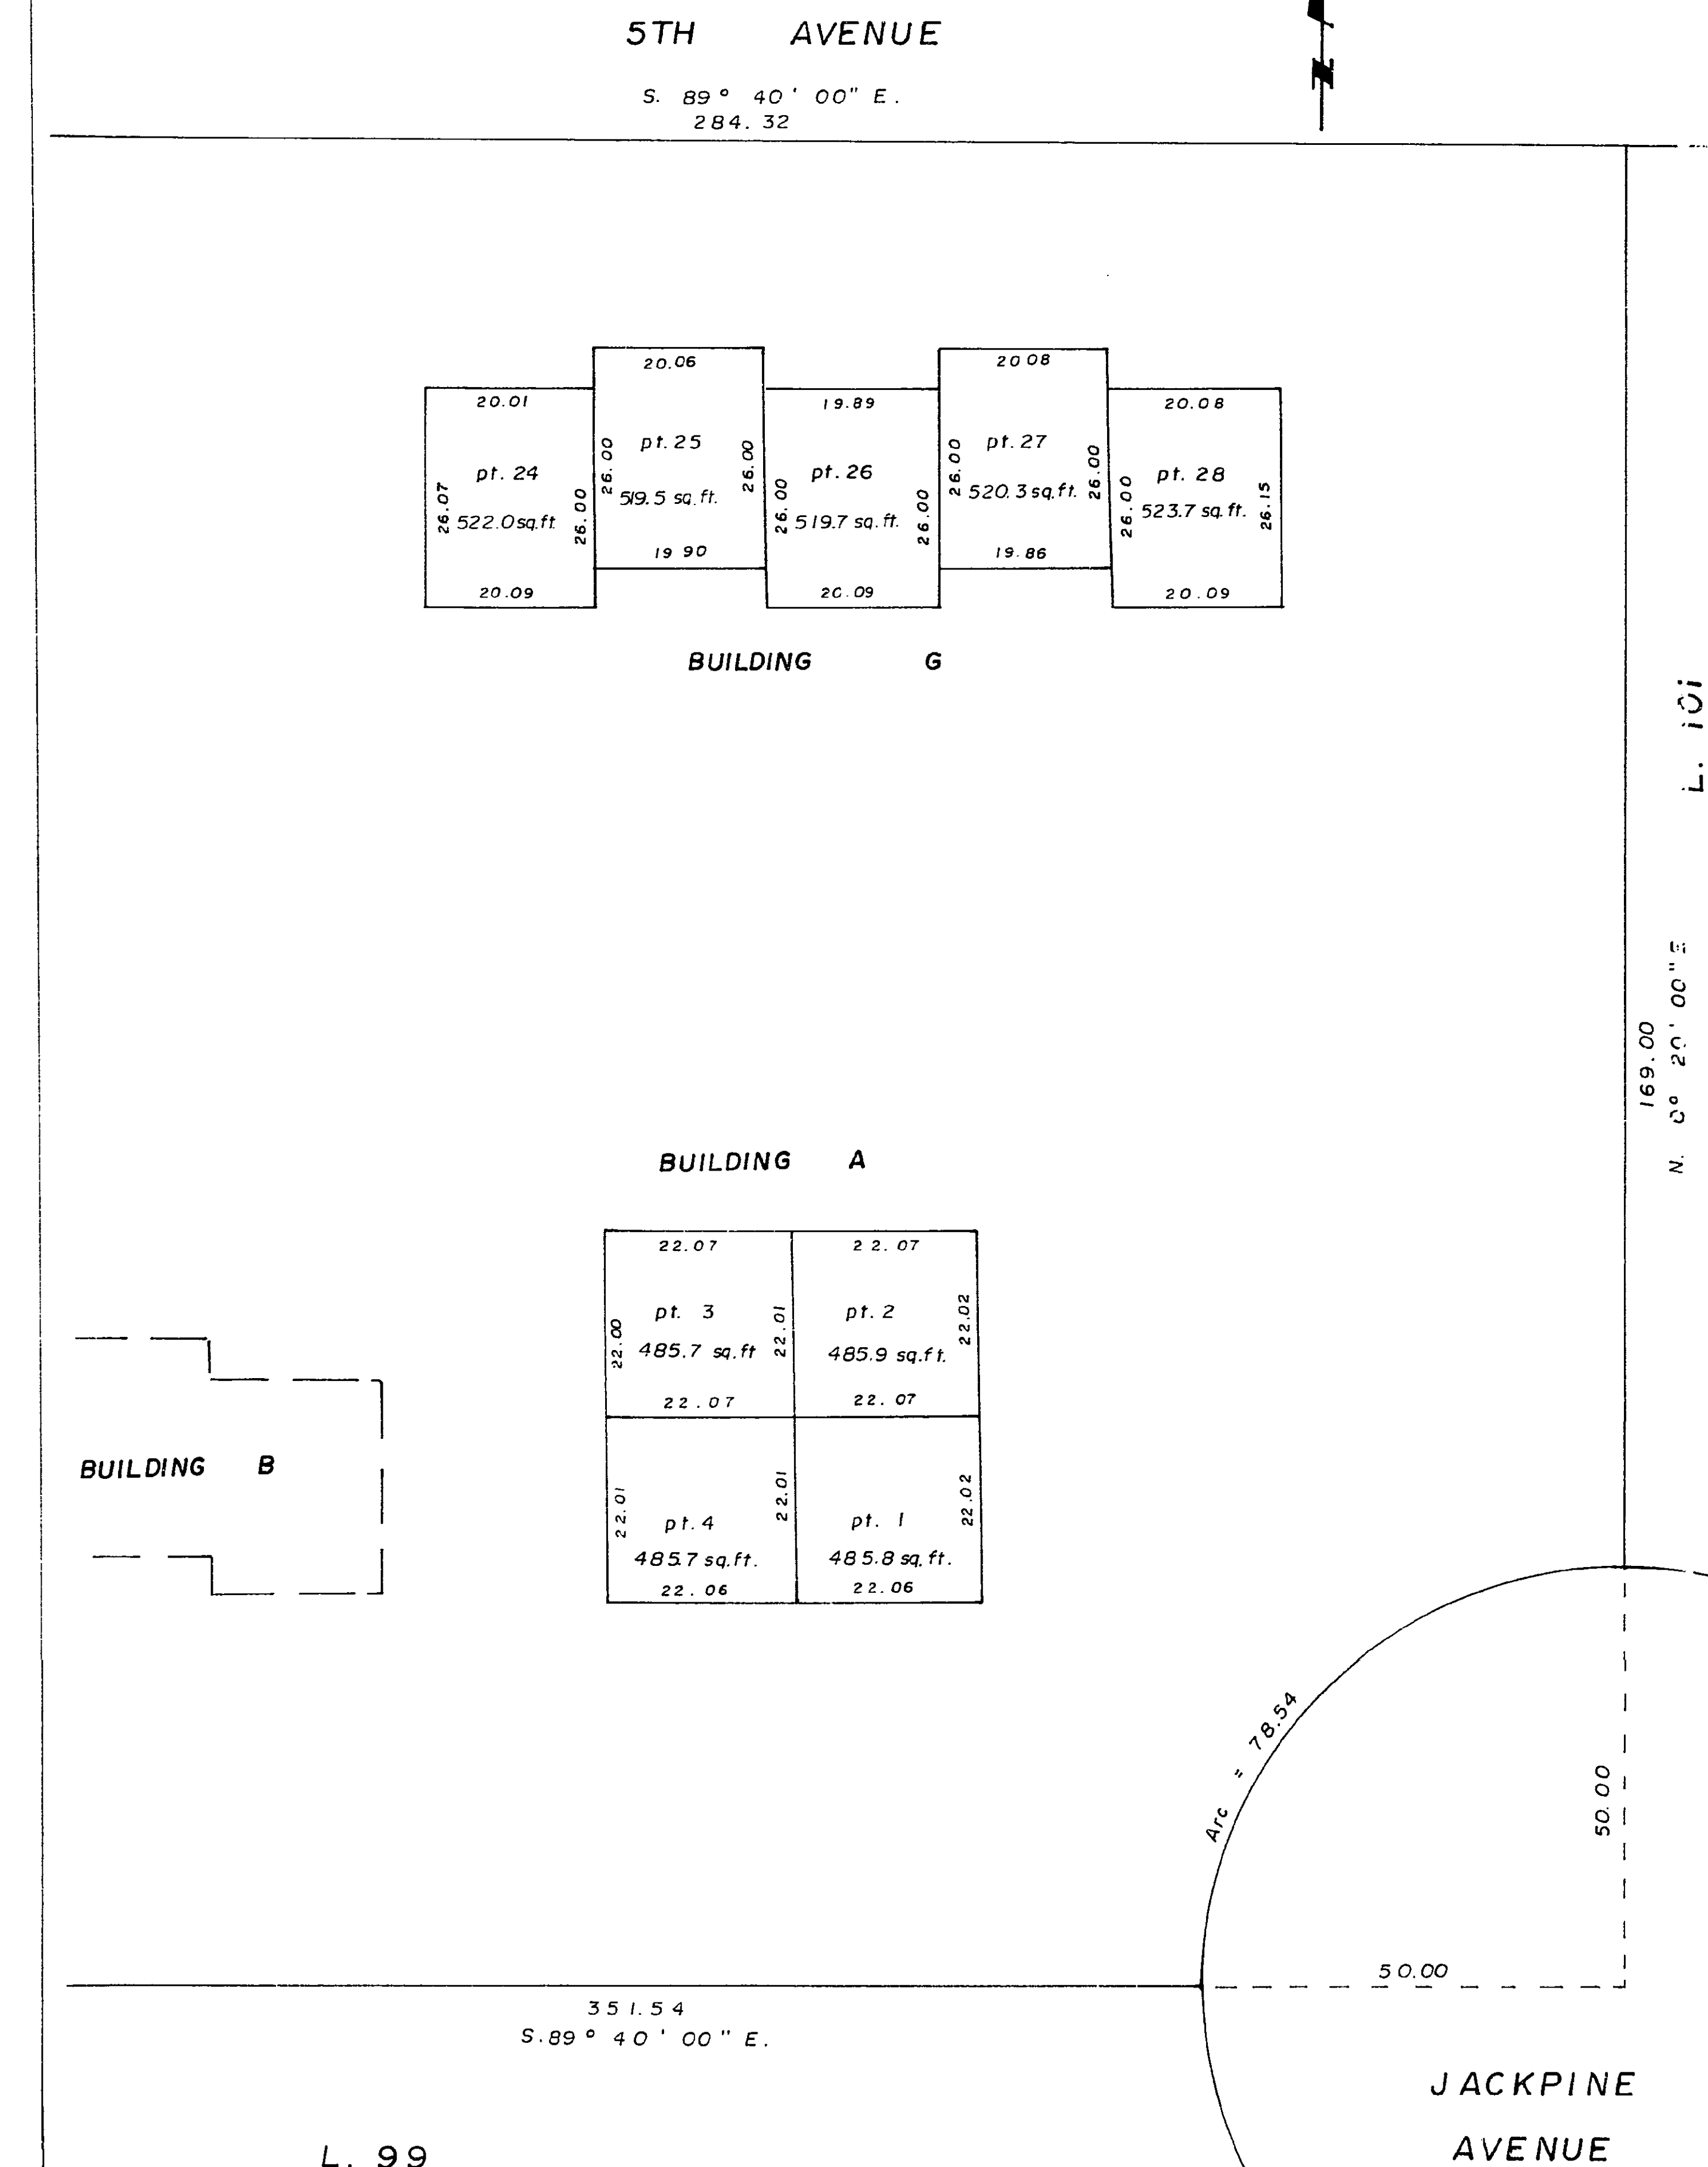 5TH AVENUE
S. 89° 40' 00" E.
284.32
N
20.06
20 08
20.01
19.89
20.08
pt. 24
522.0 sq.ft
26.07
26.00
20.09
pt. 25
519.5 sq.ft.
26.00
26.00
19 90
pt. 26
519.7 sq.ft.
26.00
26.00
20.09
pt. 27
520.3 sq.ft.
26.00
26.00
19.86
pt. 28
523.7 sq.ft.
26.00
26.15
20.09
BUILDING G
L. 101
169.00
N. 0° 20' 00" E
BUILDING A
22.07
22.07
pt. 3
485.7 sq.ft
22.00
22.01
22.07
pt. 2
485.9 sq.ft.
22.02
22.07
BUILDING B
pt. 4
485.7 sq.ft.
22.01
22.01
22.06
pt. 1
485.8 sq.ft.
22.02
22.06
Arc = 78.54
50.00
50.00
351.54
S. 89° 40' 00" E.
JACKPINE
AVENUE
L. 99